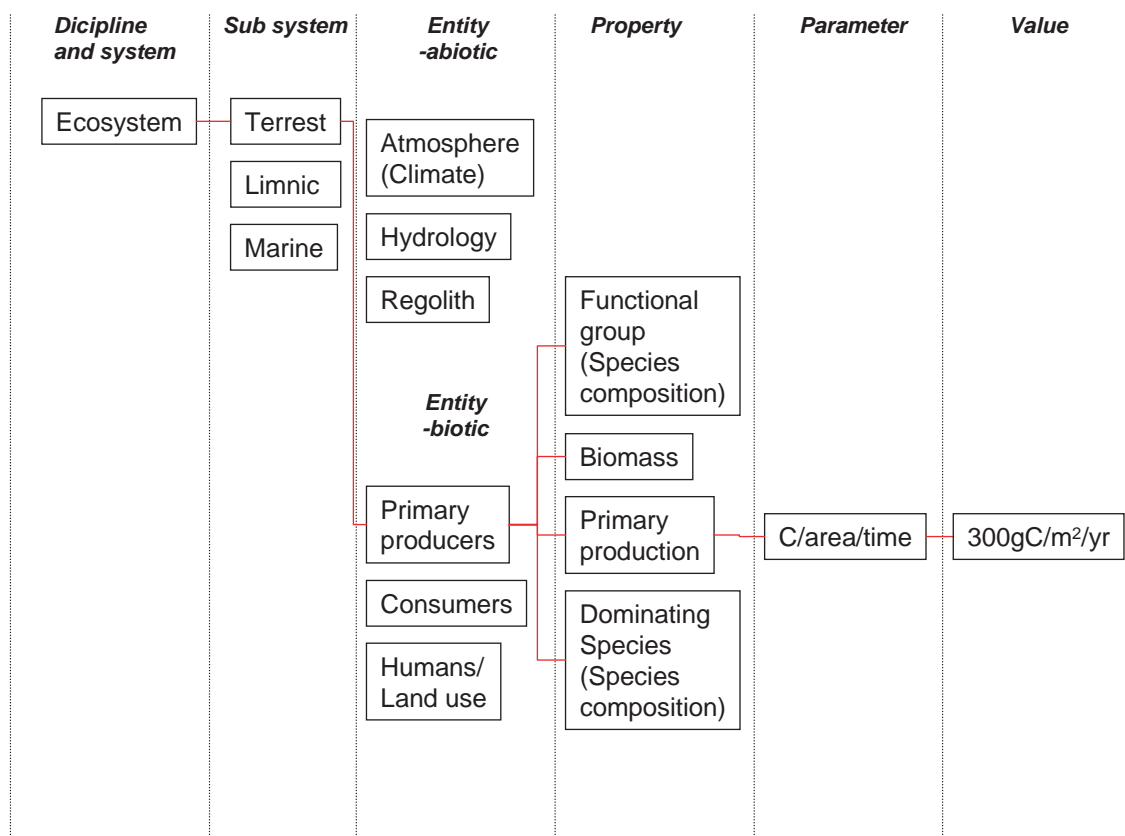 Dicipline
and system
Sub system
Entity
-abiotic
Property
Parameter
Value
Ecosystem
Terrest
Limnic
Marine
Atmosphere
(Climate)
Hydrology
Regolith
Entity
-biotic
Primary
producers
Consumers
Humans/
Land use
Functional
group
(Species
composition)
Biomass
Primary
production
Dominating
Species
(Species
composition)
C/area/time
300gC/m²/yr